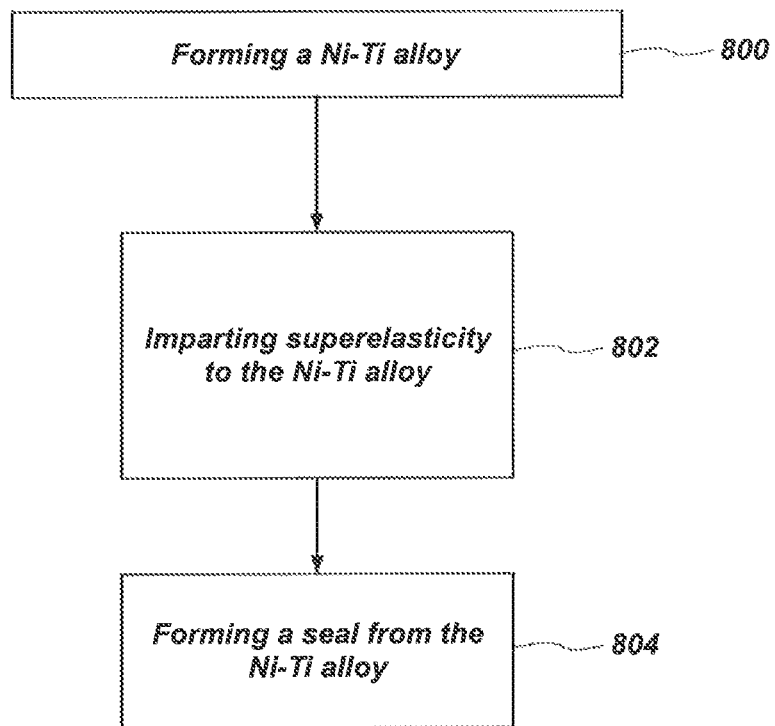 Forming a Ni-Ti alloy
800
Imparting superelasticity
to the Ni-Ti alloy
802
Forming a seal from the
Ni-Ti alloy
804